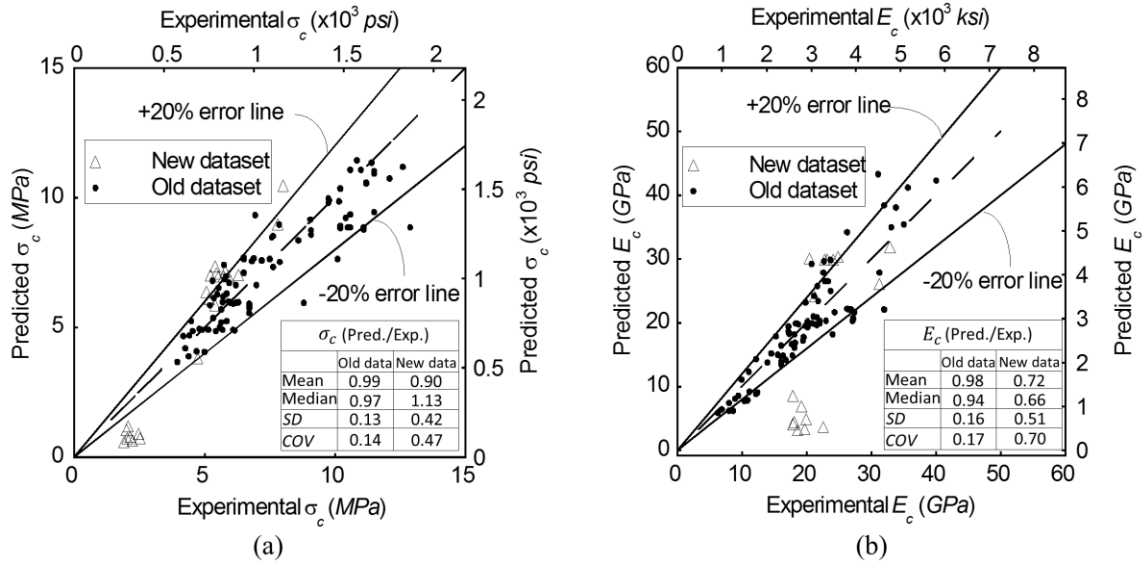 Experimental σc (x10³ psi)
0 0.5 1 1.5 2
15
10
5
0
Predicted σc (MPa)
+20% error line
New dataset
Old dataset
-20% error line
2
1.5
1
0.5
0
Predicted σc (x10³ psi)
σc (Pred./Exp.)
Old data New data
Mean 0.99 0.90
Median 0.97 1.13
SD 0.13 0.42
COV 0.14 0.47
0 5 10 15
Experimental σc (MPa)
(a)
Experimental Ec (x10³ ksi)
0 1 2 3 4 5 6 7 8
60
50
40
30
20
10
0
Predicted Ec (GPa)
+20% error line
New dataset
Old dataset
-20% error line
8
7
6
5
4
3
2
1
0
Predicted Ec (GPa)
Ec (Pred./Exp.)
Old data New data
Mean 0.98 0.72
Median 0.94 0.66
SD 0.16 0.51
COV 0.17 0.70
0 10 20 30 40 50 60
Experimental Ec (GPa)
(b)